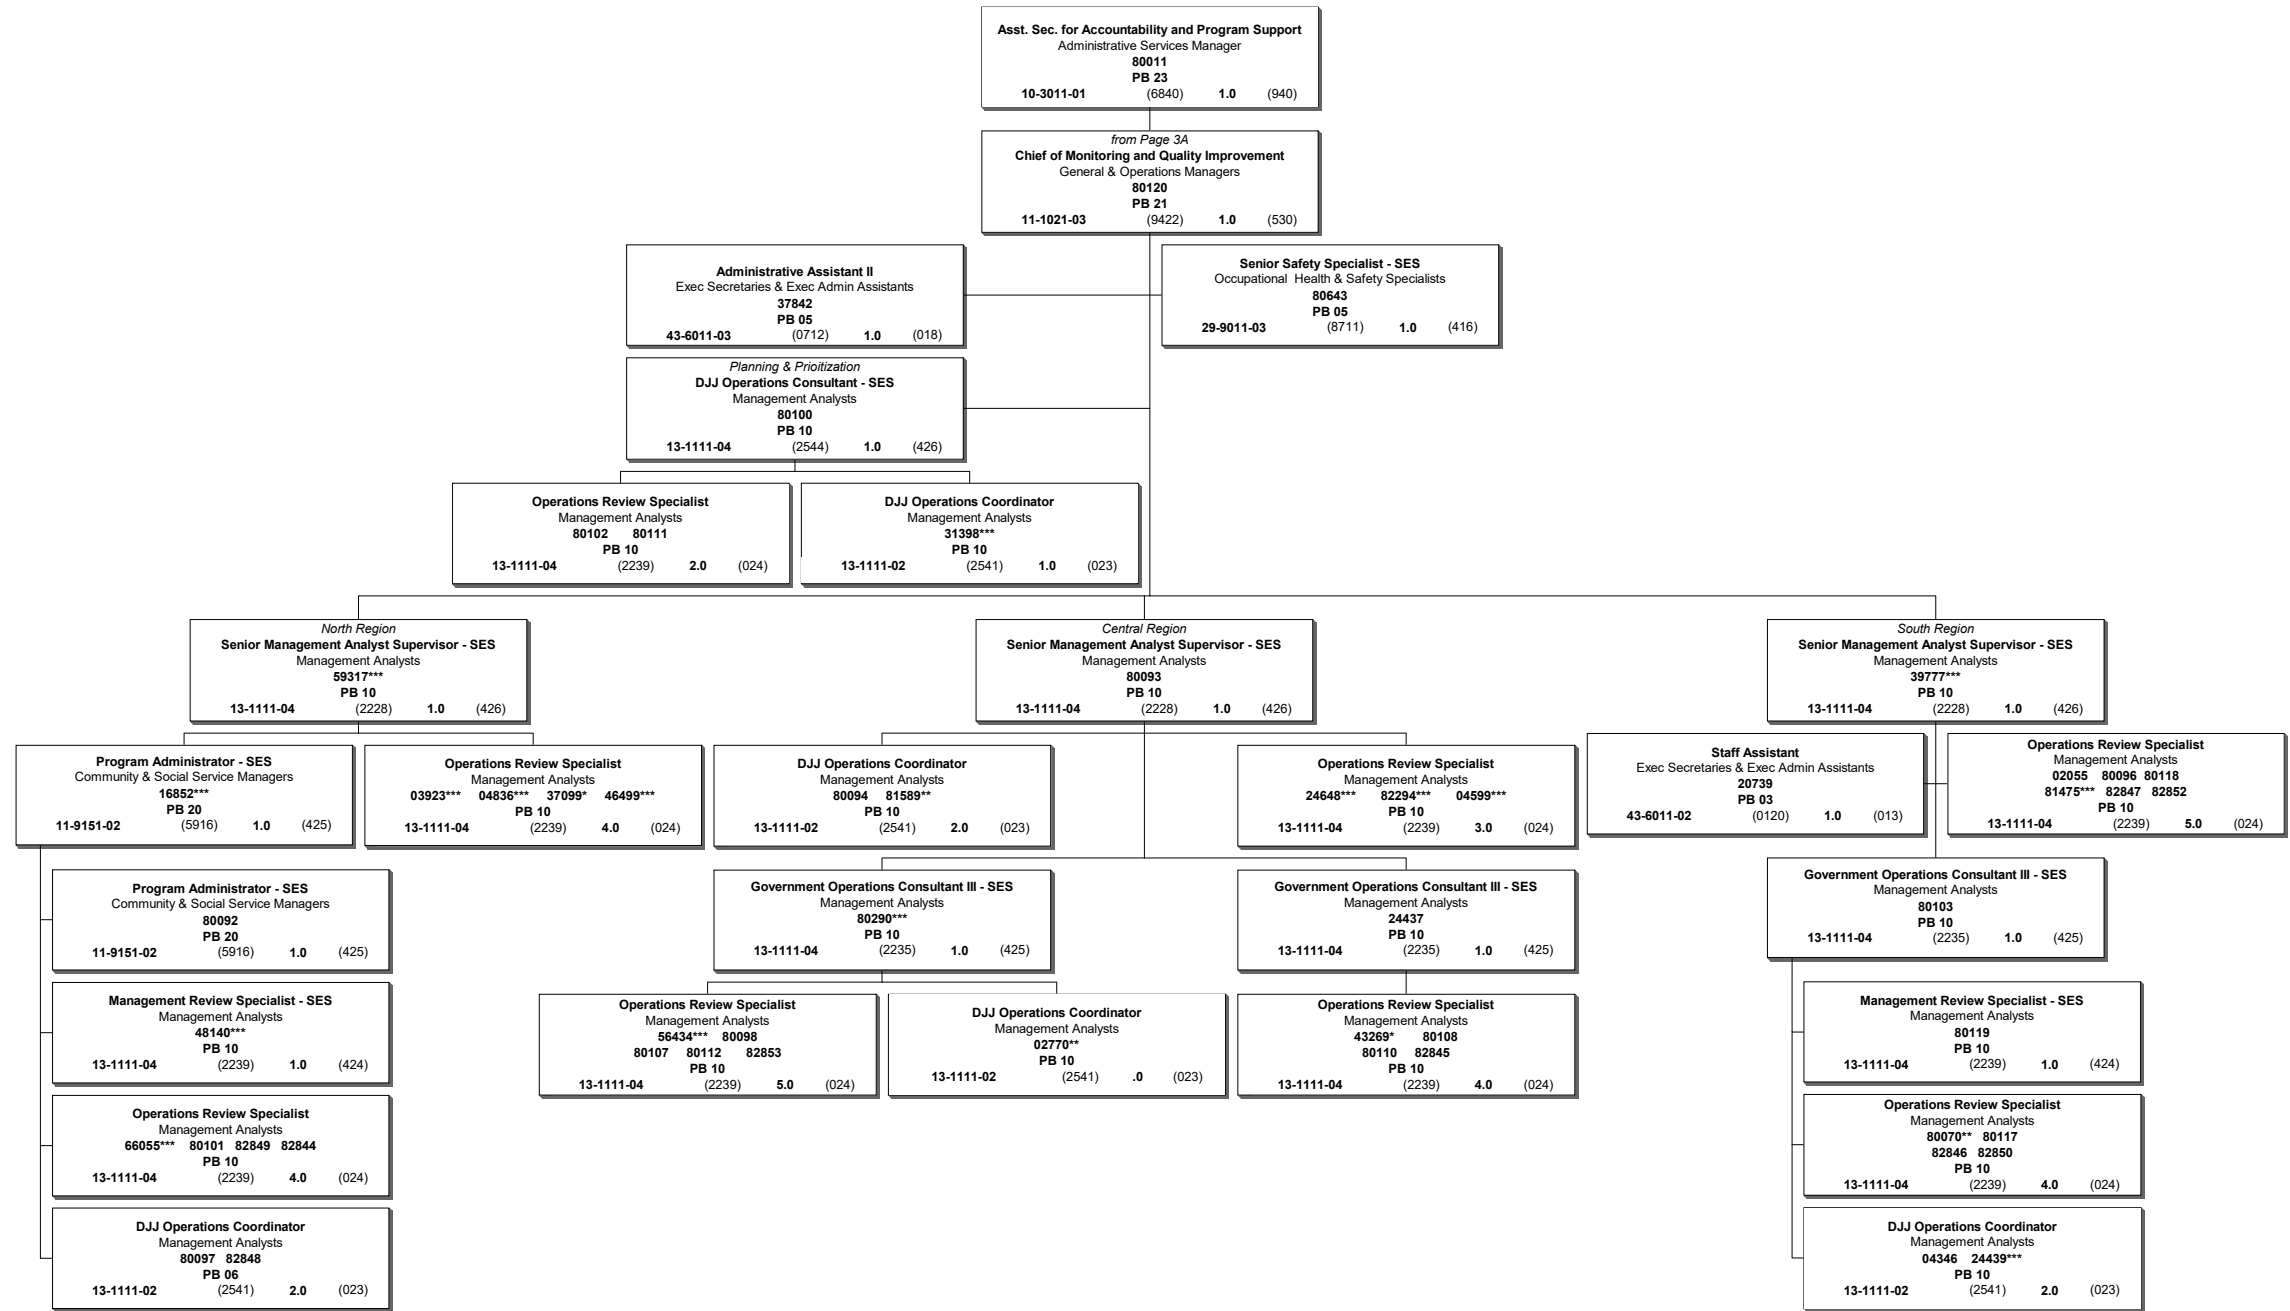 Asst. Sec. for Accountability and Program Support
Administrative Services Manager
80011
PB 23
10-3011-01 (6840) 1.0 (940)
from Page 3A
Chief of Monitoring and Quality Improvement
General & Operations Managers
80120
PB 21
11-1021-03 (9422) 1.0 (530)
Administrative Assistant II
Exec Secretaries & Exec Admin Assistants
37842
PB 05
43-6011-03 (0712) 1.0 (018)
Senior Safety Specialist - SES
Occupational Health & Safety Specialists
80643
PB 05
29-9011-03 (8711) 1.0 (416)
Planning & Prioitization
DJJ Operations Consultant - SES
Management Analysts
80100
PB 10
13-1111-04 (2544) 1.0 (426)
Operations Review Specialist
Management Analysts
80102 80111
PB 10
13-1111-04 (2239) 2.0 (024)
DJJ Operations Coordinator
Management Analysts
31398***
PB 10
13-1111-02 (2541) 1.0 (023)
North Region
Senior Management Analyst Supervisor - SES
Management Analysts
59317***
PB 10
13-1111-04 (2228) 1.0 (426)
Central Region
Senior Management Analyst Supervisor - SES
Management Analysts
80093
PB 10
13-1111-04 (2228) 1.0 (426)
South Region
Senior Management Analyst Supervisor - SES
Management Analysts
39777***
PB 10
13-1111-04 (2228) 1.0 (426)
Program Administrator - SES
Community & Social Service Managers
16852***
PB 20
11-9151-02 (5916) 1.0 (425)
Operations Review Specialist
Management Analysts
03923*** 04836*** 37099* 46499***
PB 10
13-1111-04 (2239) 4.0 (024)
DJJ Operations Coordinator
Management Analysts
80094 81589**
PB 10
13-1111-02 (2541) 2.0 (023)
Operations Review Specialist
Management Analysts
24648*** 82294*** 04599***
PB 10
13-1111-04 (2239) 3.0 (024)
Staff Assistant
Exec Secretaries & Exec Admin Assistants
20739
PB 03
43-6011-02 (0120) 1.0 (013)
Operations Review Specialist
Management Analysts
02055 80096 80118
81475*** 82847 82852
PB 10
13-1111-04 (2239) 5.0 (024)
Program Administrator - SES
Community & Social Service Managers
80092
PB 20
11-9151-02 (5916) 1.0 (425)
Government Operations Consultant III - SES
Management Analysts
80290***
PB 10
13-1111-04 (2235) 1.0 (425)
Government Operations Consultant III - SES
Management Analysts
24437
PB 10
13-1111-04 (2235) 1.0 (425)
Government Operations Consultant III - SES
Management Analysts
80103
PB 10
13-1111-04 (2235) 1.0 (425)
Management Review Specialist - SES
Management Analysts
48140***
PB 10
13-1111-04 (2239) 1.0 (424)
Operations Review Specialist
Management Analysts
56434*** 80098
80107 80112 82853
PB 10
13-1111-04 (2239) 5.0 (024)
DJJ Operations Coordinator
Management Analysts
02770**
PB 10
13-1111-02 (2541) .0 (023)
Operations Review Specialist
Management Analysts
43269* 80108
80110 82845
PB 10
13-1111-04 (2239) 4.0 (024)
Management Review Specialist - SES
Management Analysts
80119
PB 10
13-1111-04 (2239) 1.0 (424)
Operations Review Specialist
Management Analysts
66055*** 80101 82849 82844
PB 10
13-1111-04 (2239) 4.0 (024)
Operations Review Specialist
Management Analysts
80070** 80117
82846 82850
PB 10
13-1111-04 (2239) 4.0 (024)
DJJ Operations Coordinator
Management Analysts
80097 82848
PB 06
13-1111-02 (2541) 2.0 (023)
DJJ Operations Coordinator
Management Analysts
04346 24439***
PB 10
13-1111-02 (2541) 2.0 (023)